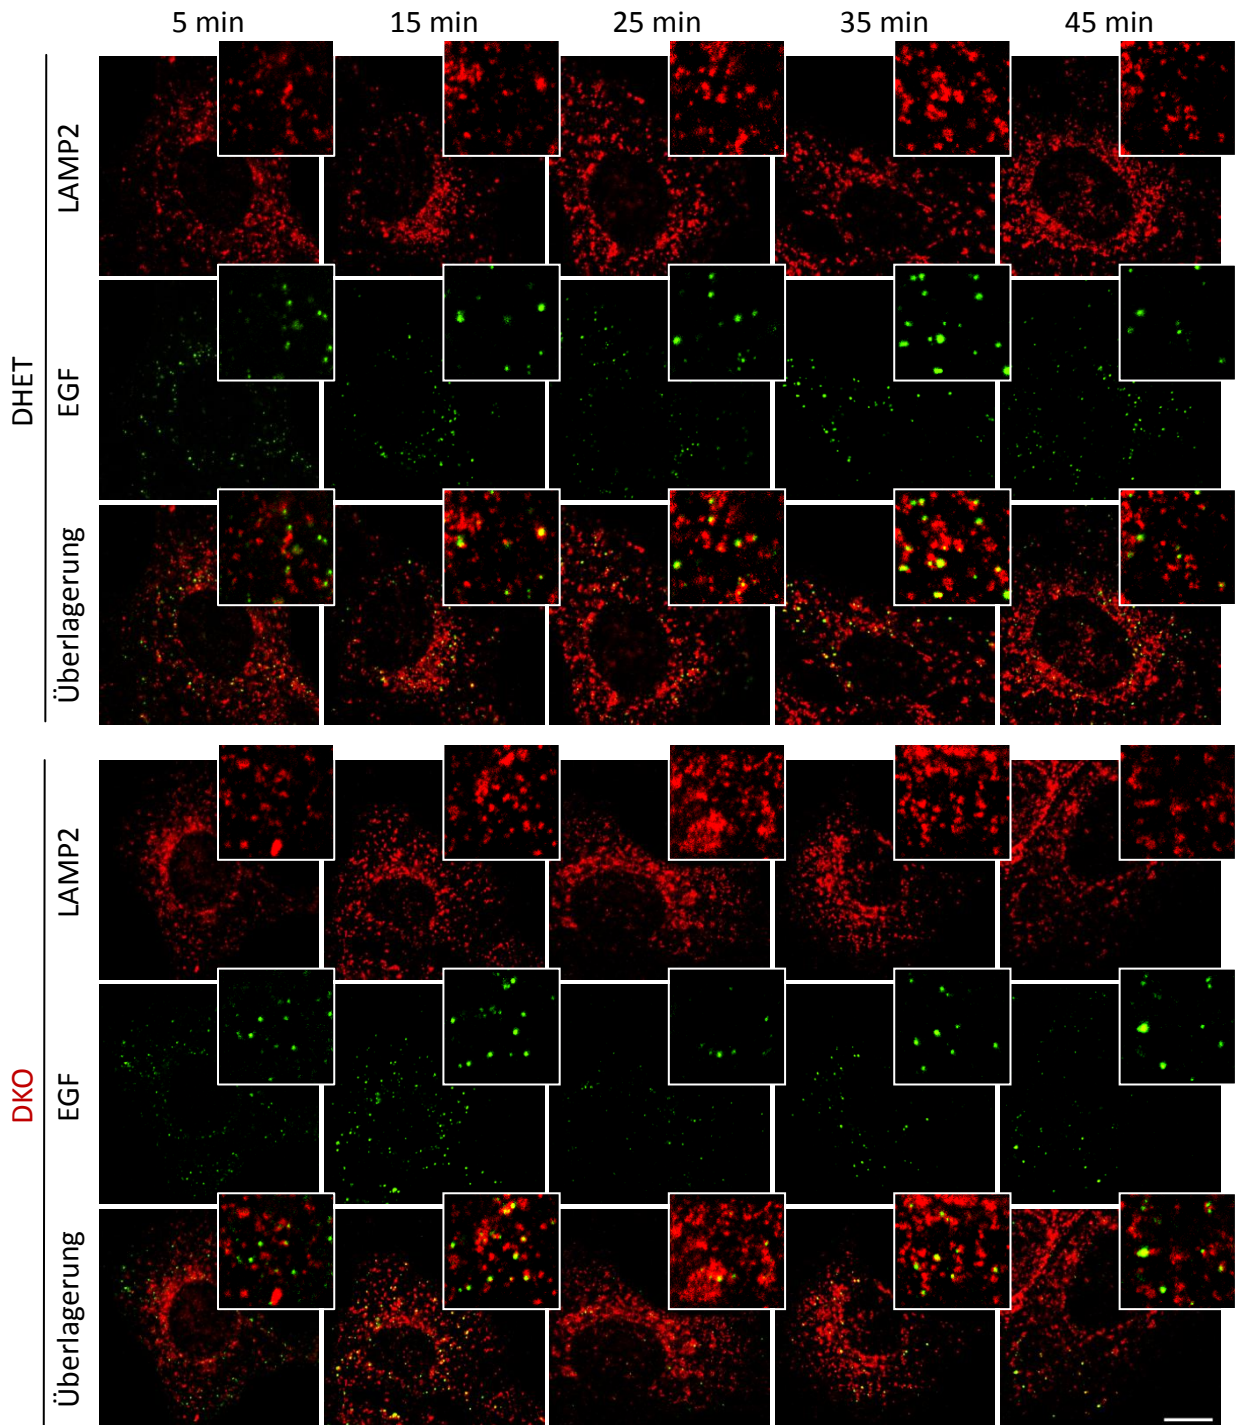 5 min 15 min 25 min 35 min 45 min
DHET
LAMP2
EGF
Überlagerung
DKO
LAMP2
EGF
Überlagerung